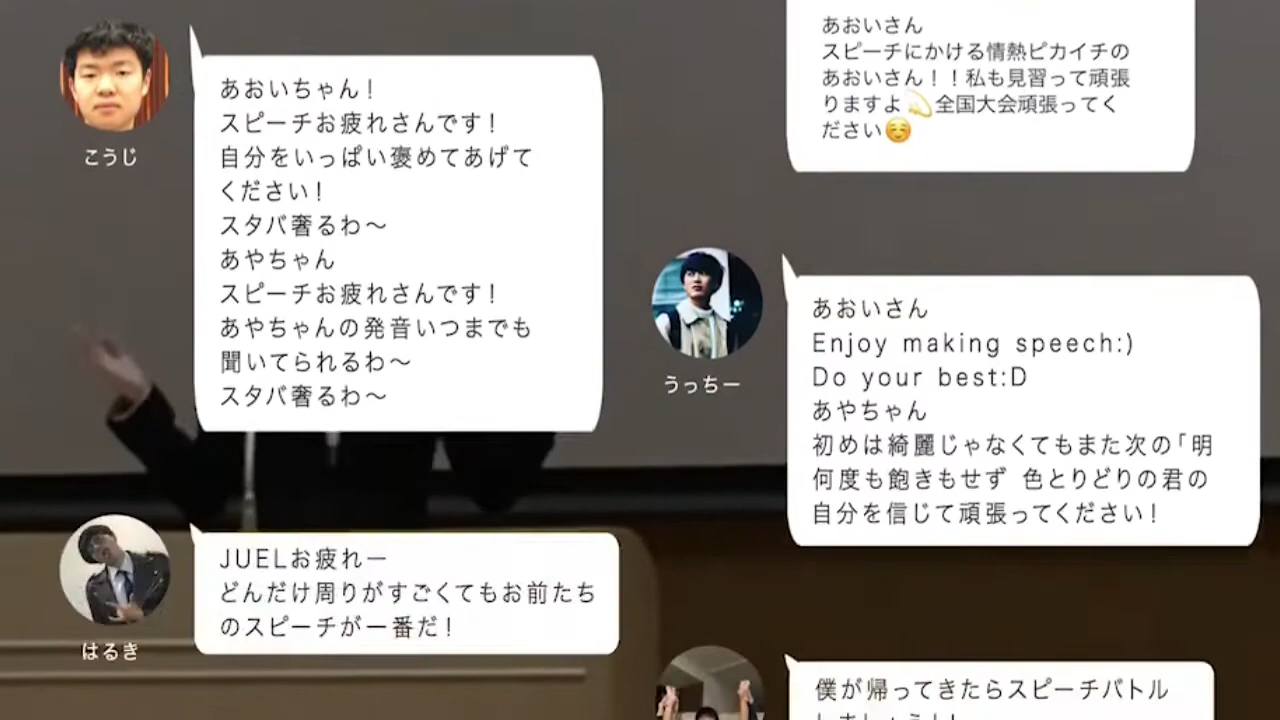 あおいちゃん！
スピーチお疲れさんです！
自分をいっぱい褒めてあげて
ください！
スタバ奢るわ〜
あやちゃん
スピーチお疲れさんです！
あやちゃんの発音いつまでも
聞いてられるわ〜
スタバ奢るわ〜
こうじ
JUELお疲れー
どんだけ周りがすごくてもお前たち
のスピーチが一番だ！
はるき
あおいさん
スピーチにかける情熱ピカイチの
あおいさん！！私も見習って頑張
りますよ💫全国大会頑張ってく
ださい☺️
あおいさん
Enjoy making speech:)
Do your best:D
あやちゃん
初めは綺麗じゃなくてもまた次の「明
何度も飽きもせず 色とりどりの君の
自分を信じて頑張ってください！
うっちー
僕が帰ってきたらスピーチバトル